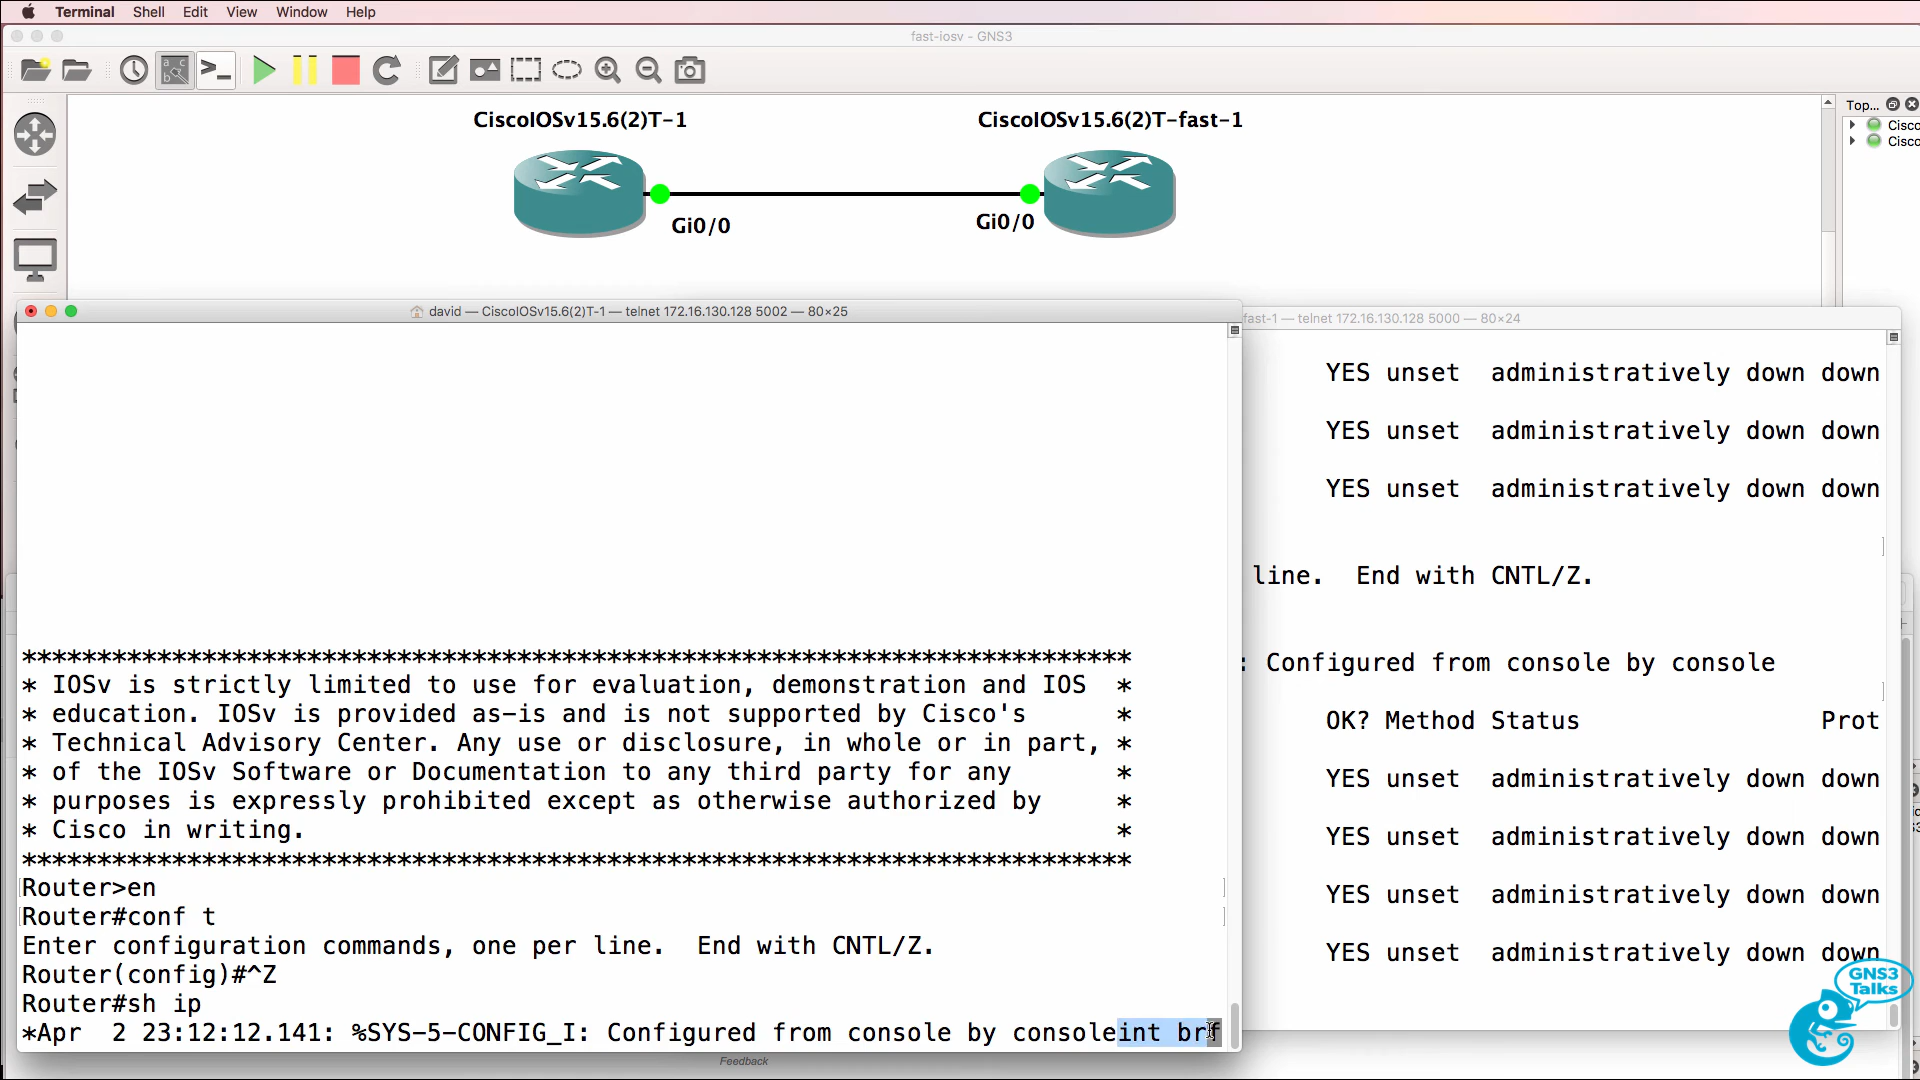 Terminal Shell Edit View Window Help
fast-iosv - GNS3
Top...
CiscoIOSv15.6(2)T-1
CiscoIOSv15.6(2)T-fast-1
Cisco
Cisco
Gi0/0
Gi0/0
david — CiscoIOSv15.6(2)T-1 — telnet 172.16.130.128 5002 — 80×25
********************************************************************************
* IOSv is strictly limited to use for evaluation, demonstration and IOS *
* education. IOSv is provided as-is and is not supported by Cisco's *
* Technical Advisory Center. Any use or disclosure, in whole or in part, *
* of the IOSv Software or Documentation to any third party for any *
* purposes is expressly prohibited except as otherwise authorized by *
* Cisco in writing. *
********************************************************************************
Router>en
Router#conf t
Enter configuration commands, one per line. End with CNTL/Z.
Router(config)#^Z
Router#sh ip
*Apr 2 23:12:12.141: %SYS-5-CONFIG_I: Configured from console by consoleint brf
fast-1 — telnet 172.16.130.128 5000 — 80×24
YES unset administratively down down
YES unset administratively down down
YES unset administratively down down
line. End with CNTL/Z.
: Configured from console by console
OK? Method Status Prot
YES unset administratively down down
YES unset administratively down down
YES unset administratively down down
YES unset administratively down down
GNS3
Talks
Feedback